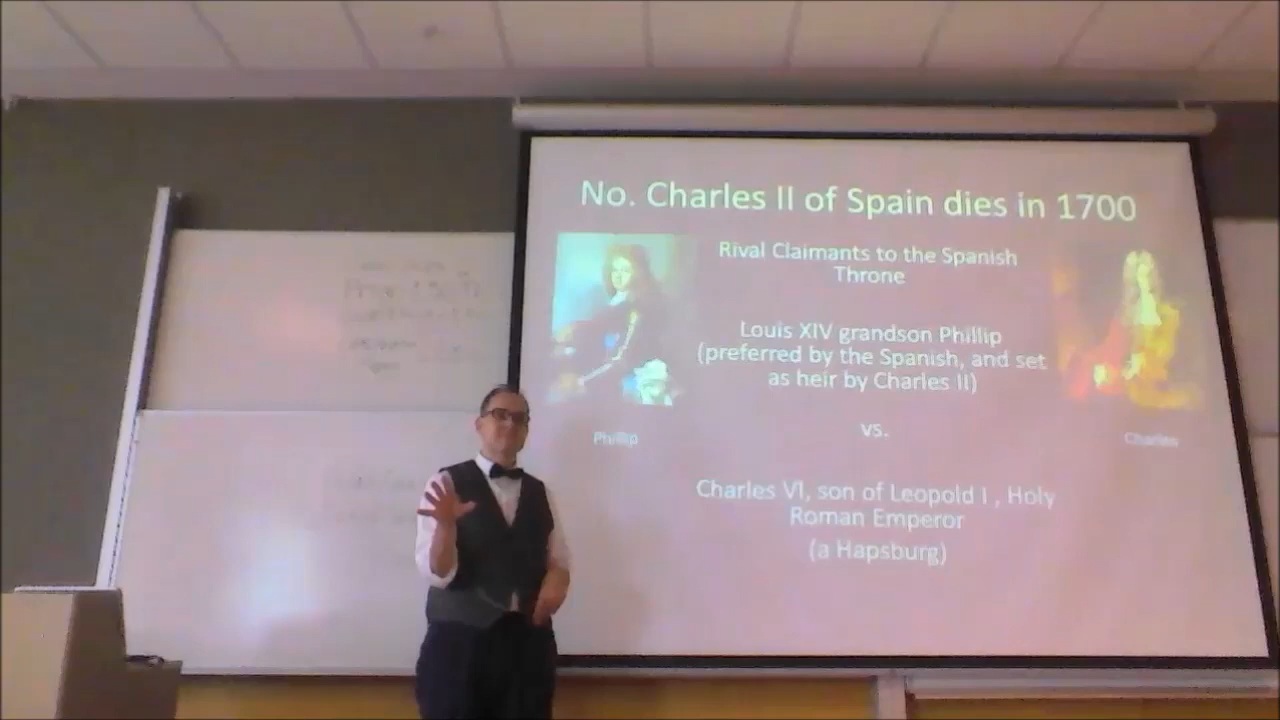 No. Charles II of Spain dies in 1700
Rival Claimants to the Spanish
Throne
Louis XIV grandson Phillip
(preferred by the Spanish, and set
as heir by Charles II)
vs.
Phillip
Charles
Charles VI, son of Leopold I , Holy
Roman Emperor
(a Hapsburg)